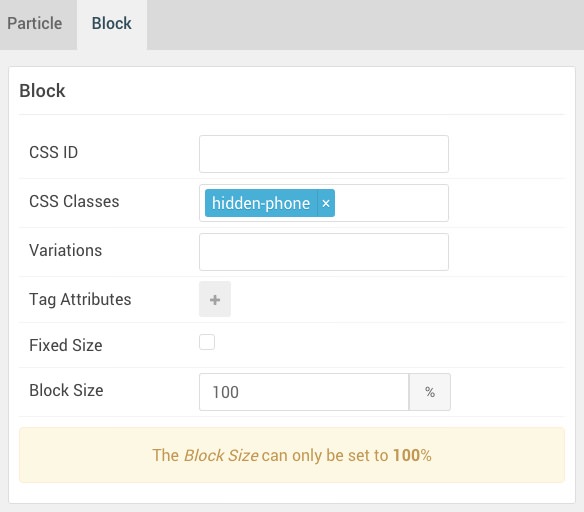 Particle Block
Block
CSS ID
CSS Classes hidden-phone ×
Variations
Tag Attributes +
Fixed Size
Block Size 100 %
The Block Size can only be set to 100%